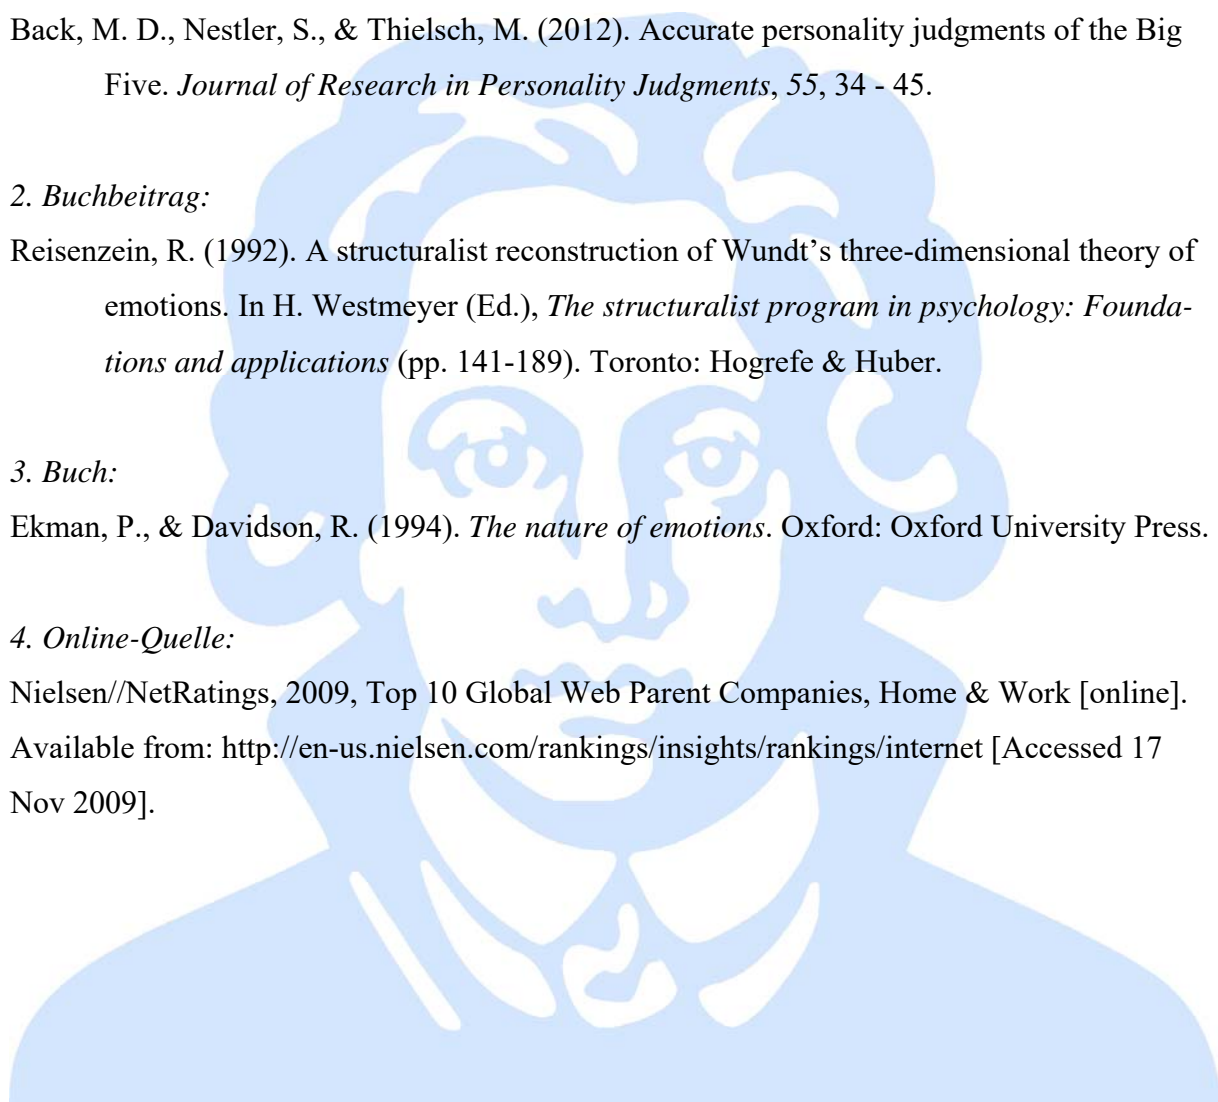 Back, M. D., Nestler, S., & Thielsch, M. (2012). Accurate personality judgments of the Big
Five. Journal of Research in Personality Judgments, 55, 34 - 45.
2. Buchbeitrag:
Reisenzein, R. (1992). A structuralist reconstruction of Wundt’s three-dimensional theory of
emotions. In H. Westmeyer (Ed.), The structuralist program in psychology: Founda-
tions and applications (pp. 141-189). Toronto: Hogrefe & Huber.
3. Buch:
Ekman, P., & Davidson, R. (1994). The nature of emotions. Oxford: Oxford University Press.
4. Online-Quelle:
Nielsen//NetRatings, 2009, Top 10 Global Web Parent Companies, Home & Work [online].
Available from: http://en-us.nielsen.com/rankings/insights/rankings/internet [Accessed 17
Nov 2009].